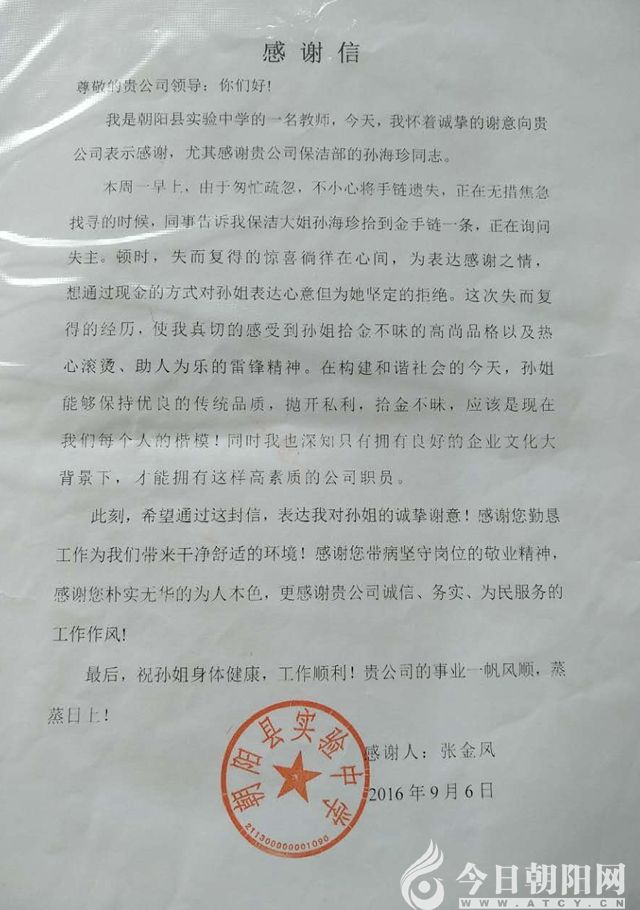 感谢信
尊敬的贵公司领导：你们好！
我是朝阳县实验中学的一名教师，今天，我怀着诚挚的谢意向贵
公司表示感谢，尤其感谢贵公司保洁部的孙海珍同志。
本周一早上，由于匆忙疏忽，不小心将手链遗失，正在无措焦急
找寻的时候，同事告诉我保洁大姐孙海珍拾到金手链一条，正在询问
失主。顿时，失而复得的惊喜徜徉在心间，为表达感谢之情，
想通过现金的方式对孙姐表达心意但为她坚定的拒绝。这次失而复
得的经历，使我真切的感受到孙姐拾金不昧的高尚品格以及热
心滚烫、助人为乐的雷锋精神。在构建和谐社会的今天，孙姐
能够保持优良的传统品质，抛开私利，拾金不昧，应该是现在
我们每个人的楷模！同时我也深知只有拥有良好的企业文化大
背景下，才能拥有这样高素质的公司职员。
此刻，希望通过这封信，表达我对孙姐的诚挚谢意！感谢您勤恳
工作为我们带来干净舒适的环境！感谢您带病坚守岗位的敬业精神，
感谢您朴实无华的为人本色，更感谢贵公司诚信、务实、为民服务的
工作作风！
最后，祝孙姐身体健康，工作顺利！贵公司的事业一帆风顺，蒸
蒸日上！
感谢人：张金凤
2016年9月6日
朝阳县实验中学
211300000001090
今日朝阳网
WWW.ATCY.CN